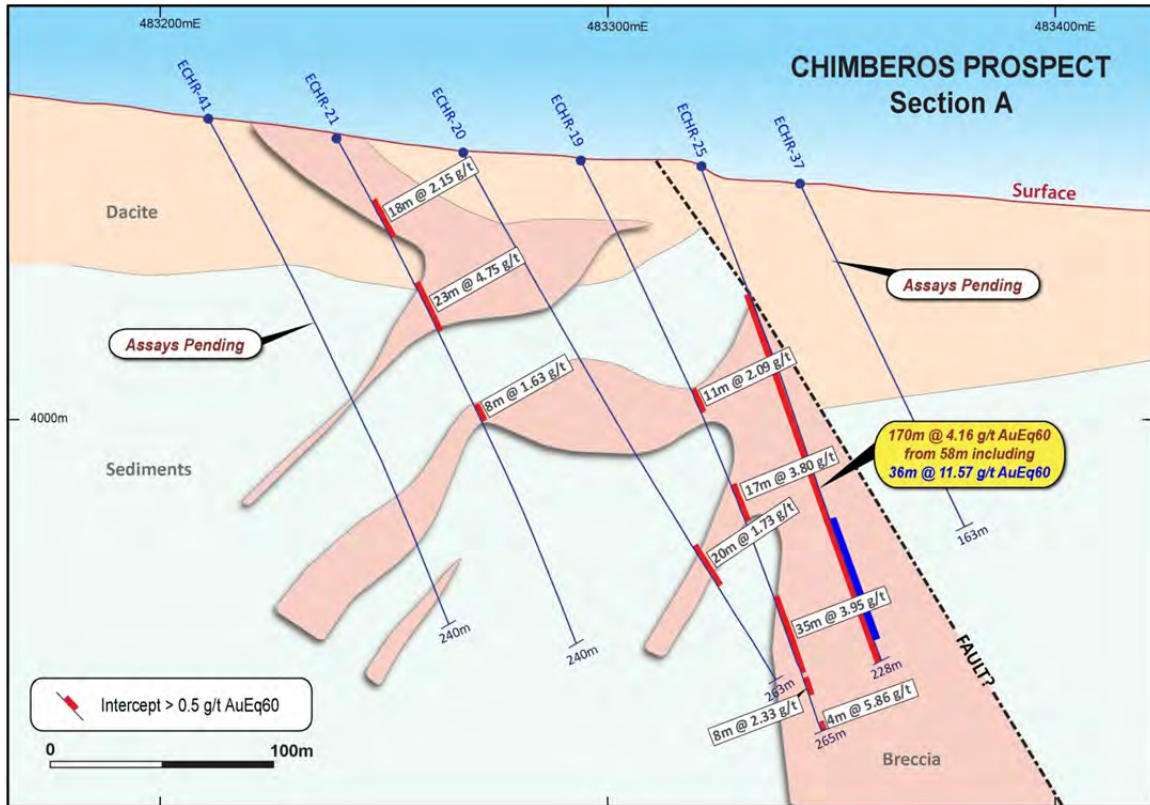 483200mE
483300mE
483400mE
CHIMBEROS PROSPECT
Section A
ECHR-41
ECHR-21
ECHR-20
ECHR-19
ECHR-25
ECHR-37
Surface
Dacite
18m @ 2.15 g/t
23m @ 4.75 g/t
Assays Pending
Assays Pending
8m @ 1.63 g/t
11m @ 2.09 g/t
4000m
170m @ 4.16 g/t AuEq60
from 58m including
36m @ 11.57 g/t AuEq60
Sediments
17m @ 3.80 g/t
20m @ 1.73 g/t
163m
35m @ 3.95 g/t
240m
240m
228m
FAULT?
263m
8m @ 2.33 g/t
4m @ 5.86 g/t
265m
Intercept > 0.5 g/t AuEq60
0
100m
Breccia